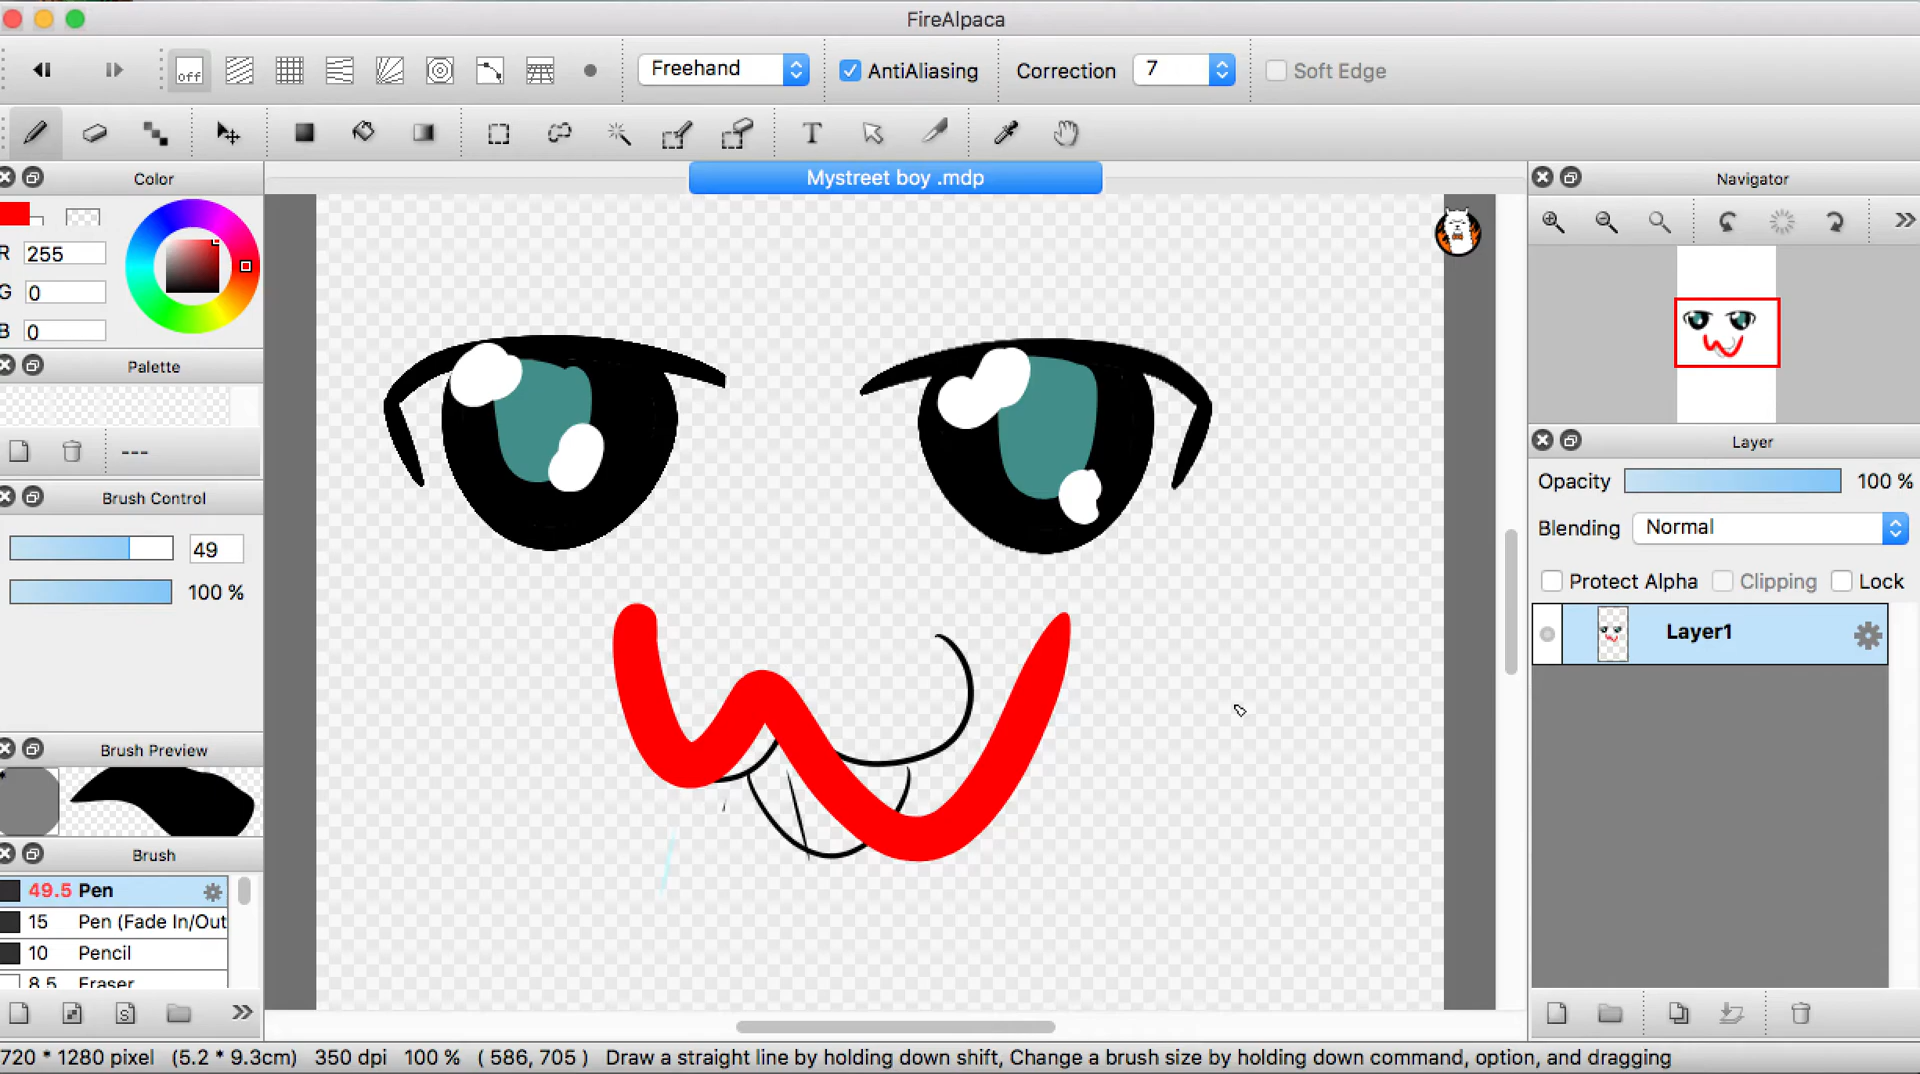 FireAlpaca
off
Freehand
AntiAliasing
Correction
7
Soft Edge
T
Color
Mystreet boy .mdp
Navigator
R 255
G 0
B 0
Palette
---
Layer
Opacity 100 %
Brush Control
Blending Normal
49
Protect Alpha Clipping Lock
100 %
Layer1
Brush Preview
Brush
49.5 Pen
15 Pen (Fade In/Out
10 Pencil
8.5 Eraser
S
720 * 1280 pixel (5.2 * 9.3cm) 350 dpi 100 % ( 586, 705 ) Draw a straight line by holding down shift, Change a brush size by holding down command, option, and dragging